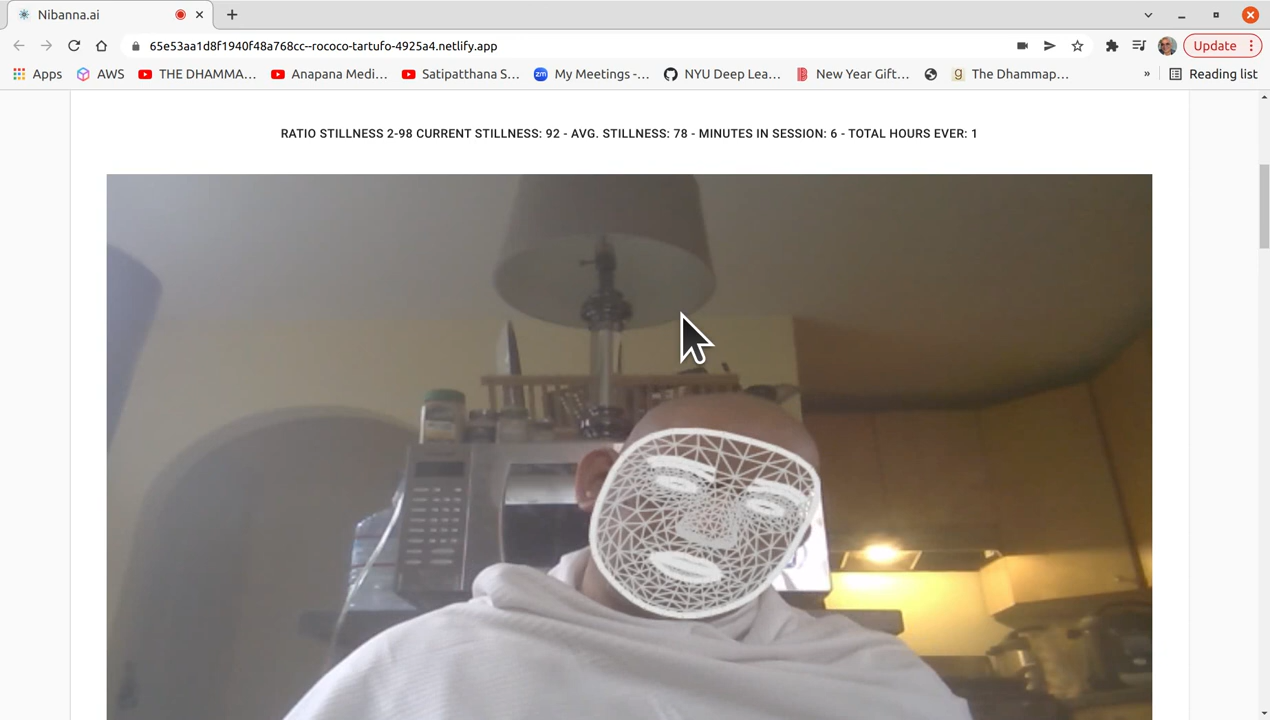 Nibanna.ai
65e53aa1d8f1940f48a768cc--rococo-tartufo-4925a4.netlify.app
Update
Apps
AWS
THE DHAMMA...
Anapana Medi...
Satipatthana S...
My Meetings -...
NYU Deep Lea...
New Year Gift...
The Dhammap...
»
Reading list
RATIO STILLNESS 2-98 CURRENT STILLNESS: 92 - AVG. STILLNESS: 78 - MINUTES IN SESSION: 6 - TOTAL HOURS EVER: 1